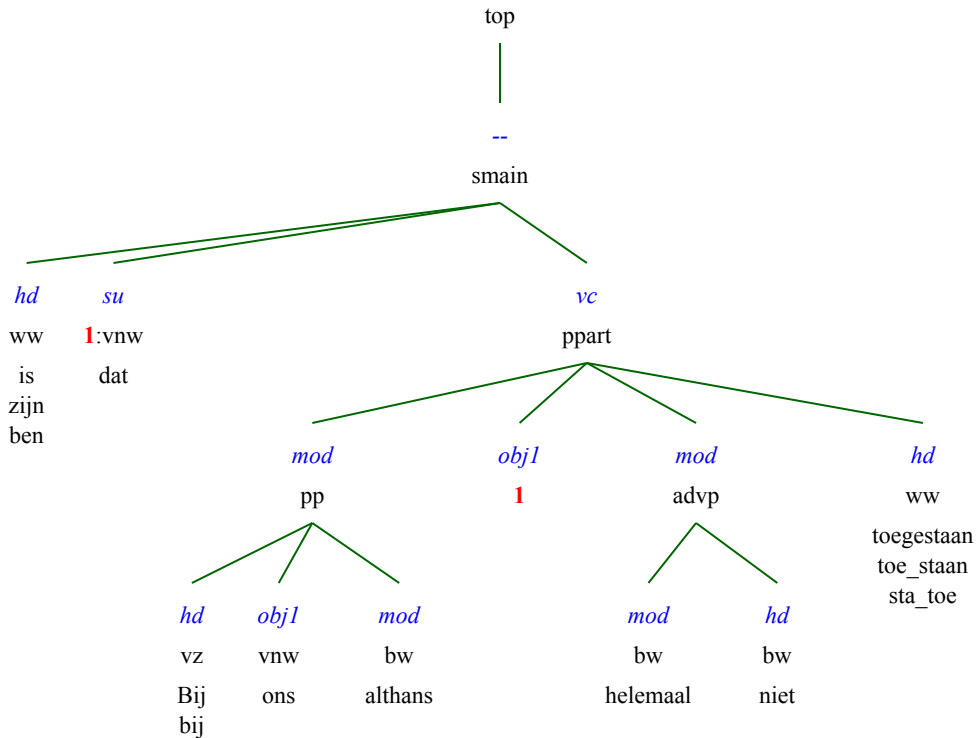 top
--
smain
hd su vc
ww 1:vnw ppart
is dat
zijn
ben
mod obj1 mod hd
pp 1 advp ww
toegestaan
toe_staan
sta_toe
hd obj1 mod mod hd
vz vnw bw bw bw
Bij ons althans helemaal niet
bij